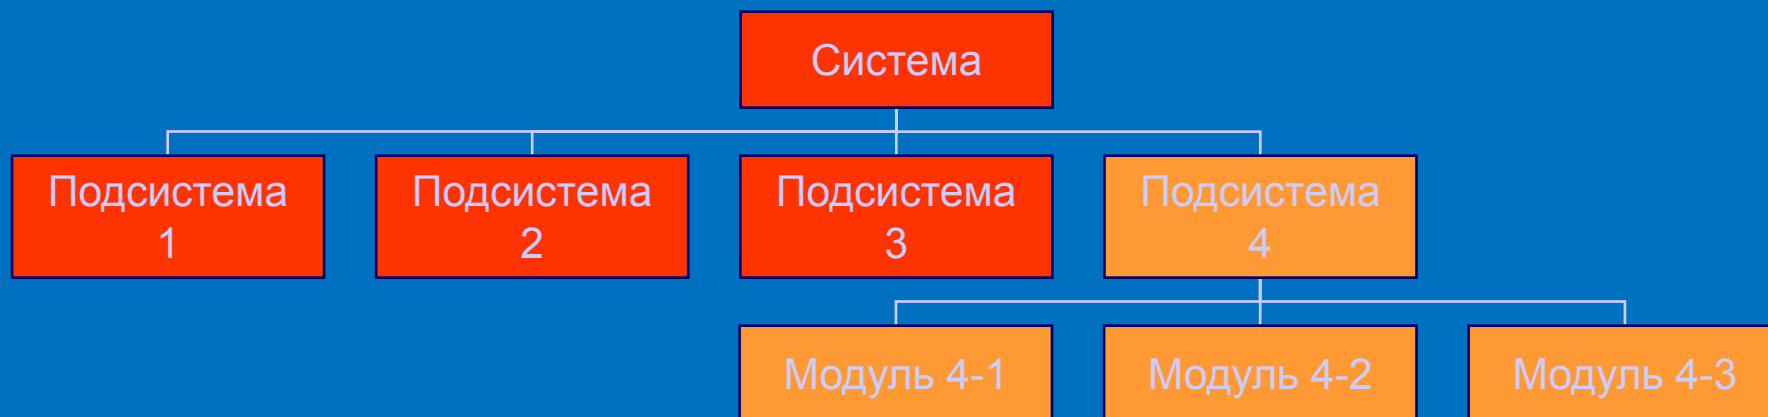 Система
Подсистема
1
Подсистема
2
Подсистема
3
Подсистема
4
Модуль 4-1
Модуль 4-2
Модуль 4-3